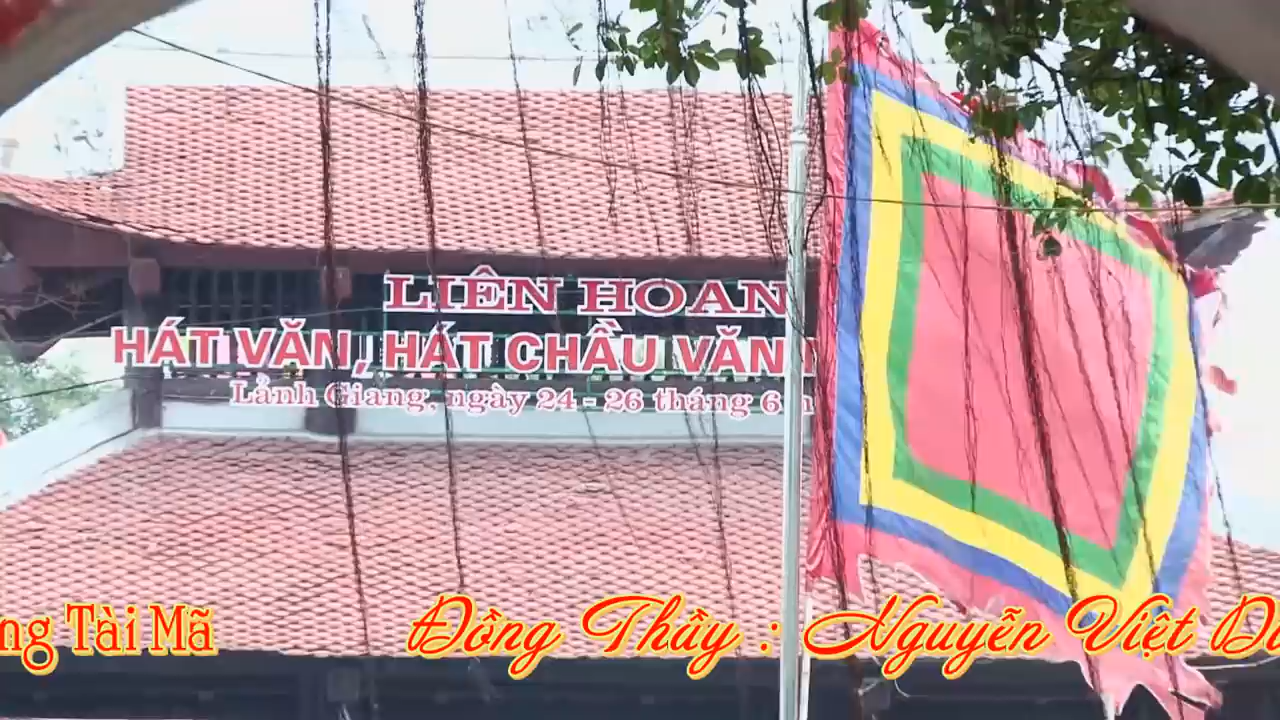 LIÊN HOAN
HÁT VĂN, HÁT CHẦU VĂN
Lảnh Giang, ngày 24 - 26 tháng 6
Tài Mã
Đồng Thầy : Nguyễn Việt